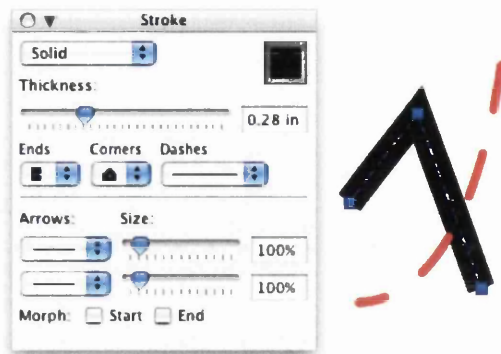 Stroke
Solid
Thickness:
0.28 in
Ends Corners Dashes
Arrows: Size:
100%
100%
Morph: Start End